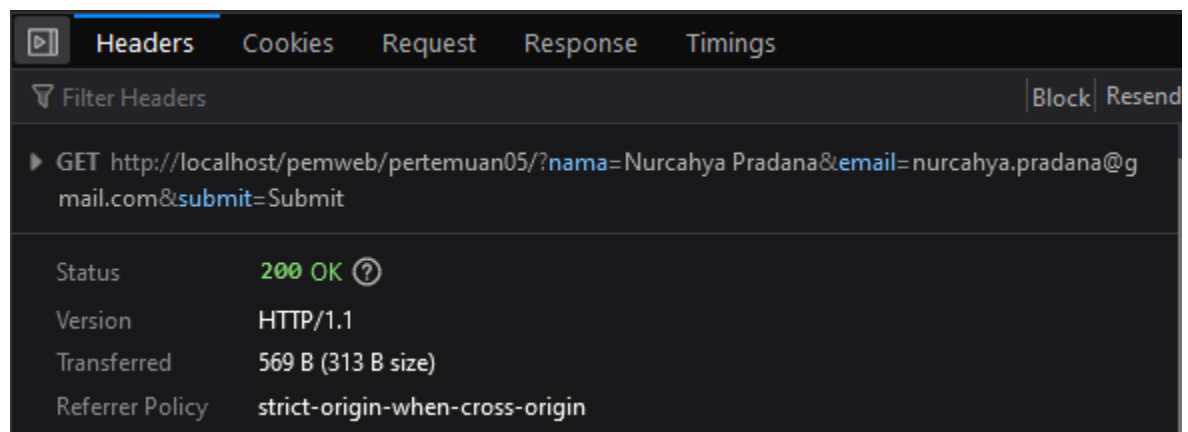 Headers Cookies Request Response Timings
Filter Headers Block Resend
GET http://localhost/pemweb/pertemuan05/?nama=Nurcahya Pradana&email=nurcahya.pradana@g
mail.com&submit=Submit
Status 200 OK ?
Version HTTP/1.1
Transferred 569 B (313 B size)
Referrer Policy strict-origin-when-cross-origin